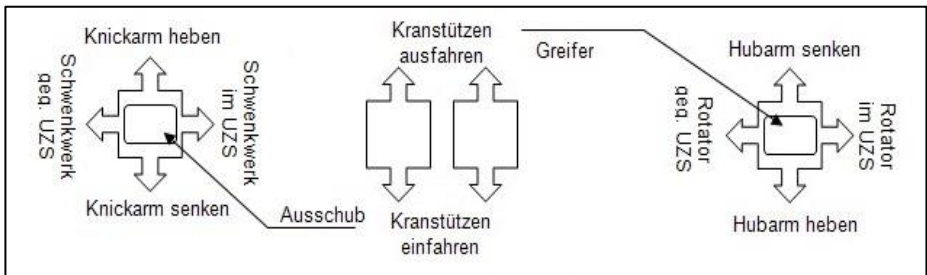 Knickarm heben
Schwenkwerk
geg. UZS
Schwenkwerk
im UZS
Knickarm senken
Ausschub
Kranstützen
ausfahren
Kranstützen
einfahren
Greifer
Hubarm senken
Rotator
geg. UZS
Rotator
im UZS
Hubarm heben